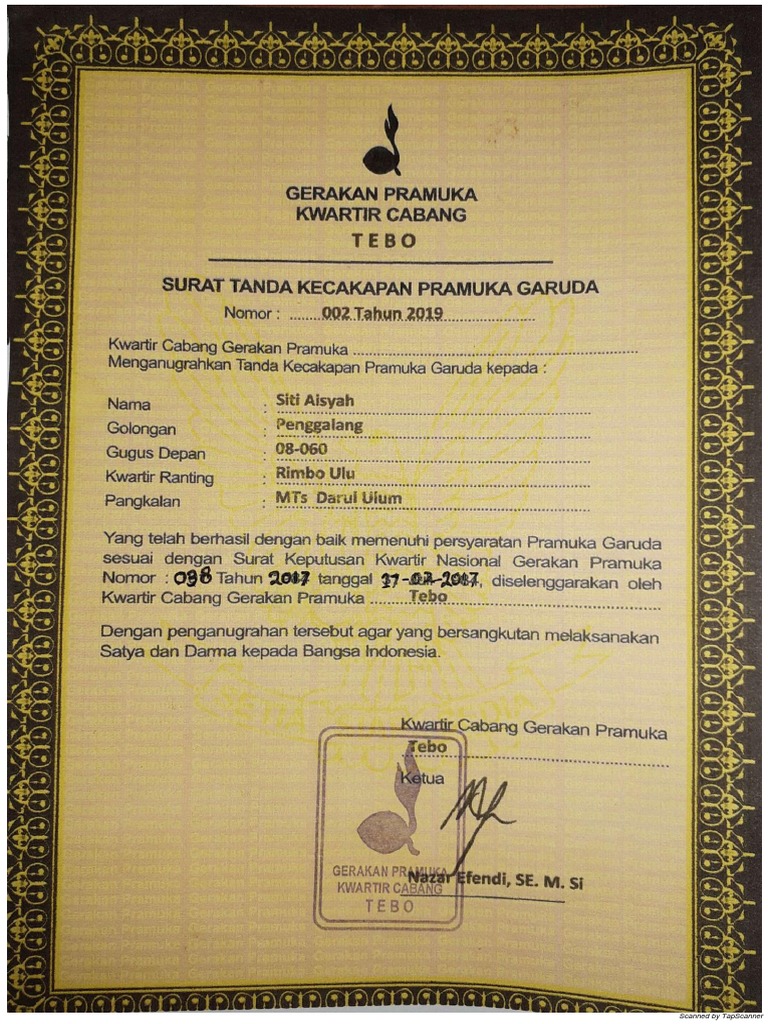 GERAKAN PRAMUKA
KWARTIR CABANG
TEBO
SURAT TANDA KECAKAPAN PRAMUKA GARUDA
Nomor : 002 Tahun 2019
Kwartir Cabang Gerakan Pramuka
Menganugrahkan Tanda Kecakapan Pramuka Garuda kepada :
Nama : Siti Aisyah
Golongan : Penggalang
Gugus Depan : 08-060
Kwartir Ranting : Rimbo Ulu
Pangkalan : MTs Darul Ulum
Yang telah berhasil dengan baik memenuhi persyaratan Pramuka Garuda
sesuai dengan Surat Keputusan Kwartir Nasional Gerakan Pramuka
Nomor : 038 Tahun 2017 tanggal 27-02-2017, diselenggarakan oleh
Kwartir Cabang Gerakan Pramuka Tebo
Dengan penganugrahan tersebut agar yang bersangkutan melaksanakan
Satya dan Darma kepada Bangsa Indonesia.
Kwartir Cabang Gerakan Pramuka
Tebo
Ketua
Nazar Efendi, SE. M. Si
GERAKAN PRAMUKA
KWARTIR CABANG
TEBO
Scanned by TapScanner